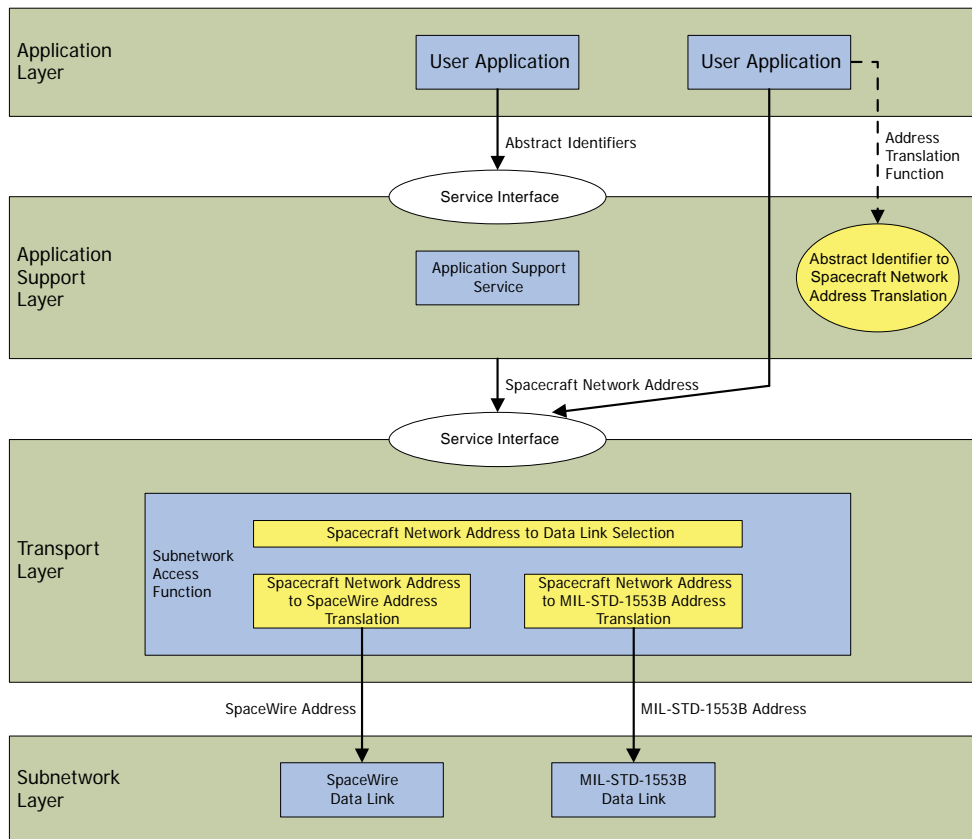 Application
Layer
User Application
User Application
Abstract Identifiers
Address
Translation
Function
Service Interface
Application
Support
Layer
Application Support
Service
Abstract Identifier to
Spacecraft Network
Address Translation
Spacecraft Network Address
Service Interface
Transport
Layer
Subnetwork
Access
Function
Spacecraft Network Address to Data Link Selection
Spacecraft Network Address
to SpaceWire Address
Translation
Spacecraft Network Address
to MIL-STD-1553B Address
Translation
SpaceWire Address
MIL-STD-1553B Address
Subnetwork
Layer
SpaceWire
Data Link
MIL-STD-1553B
Data Link